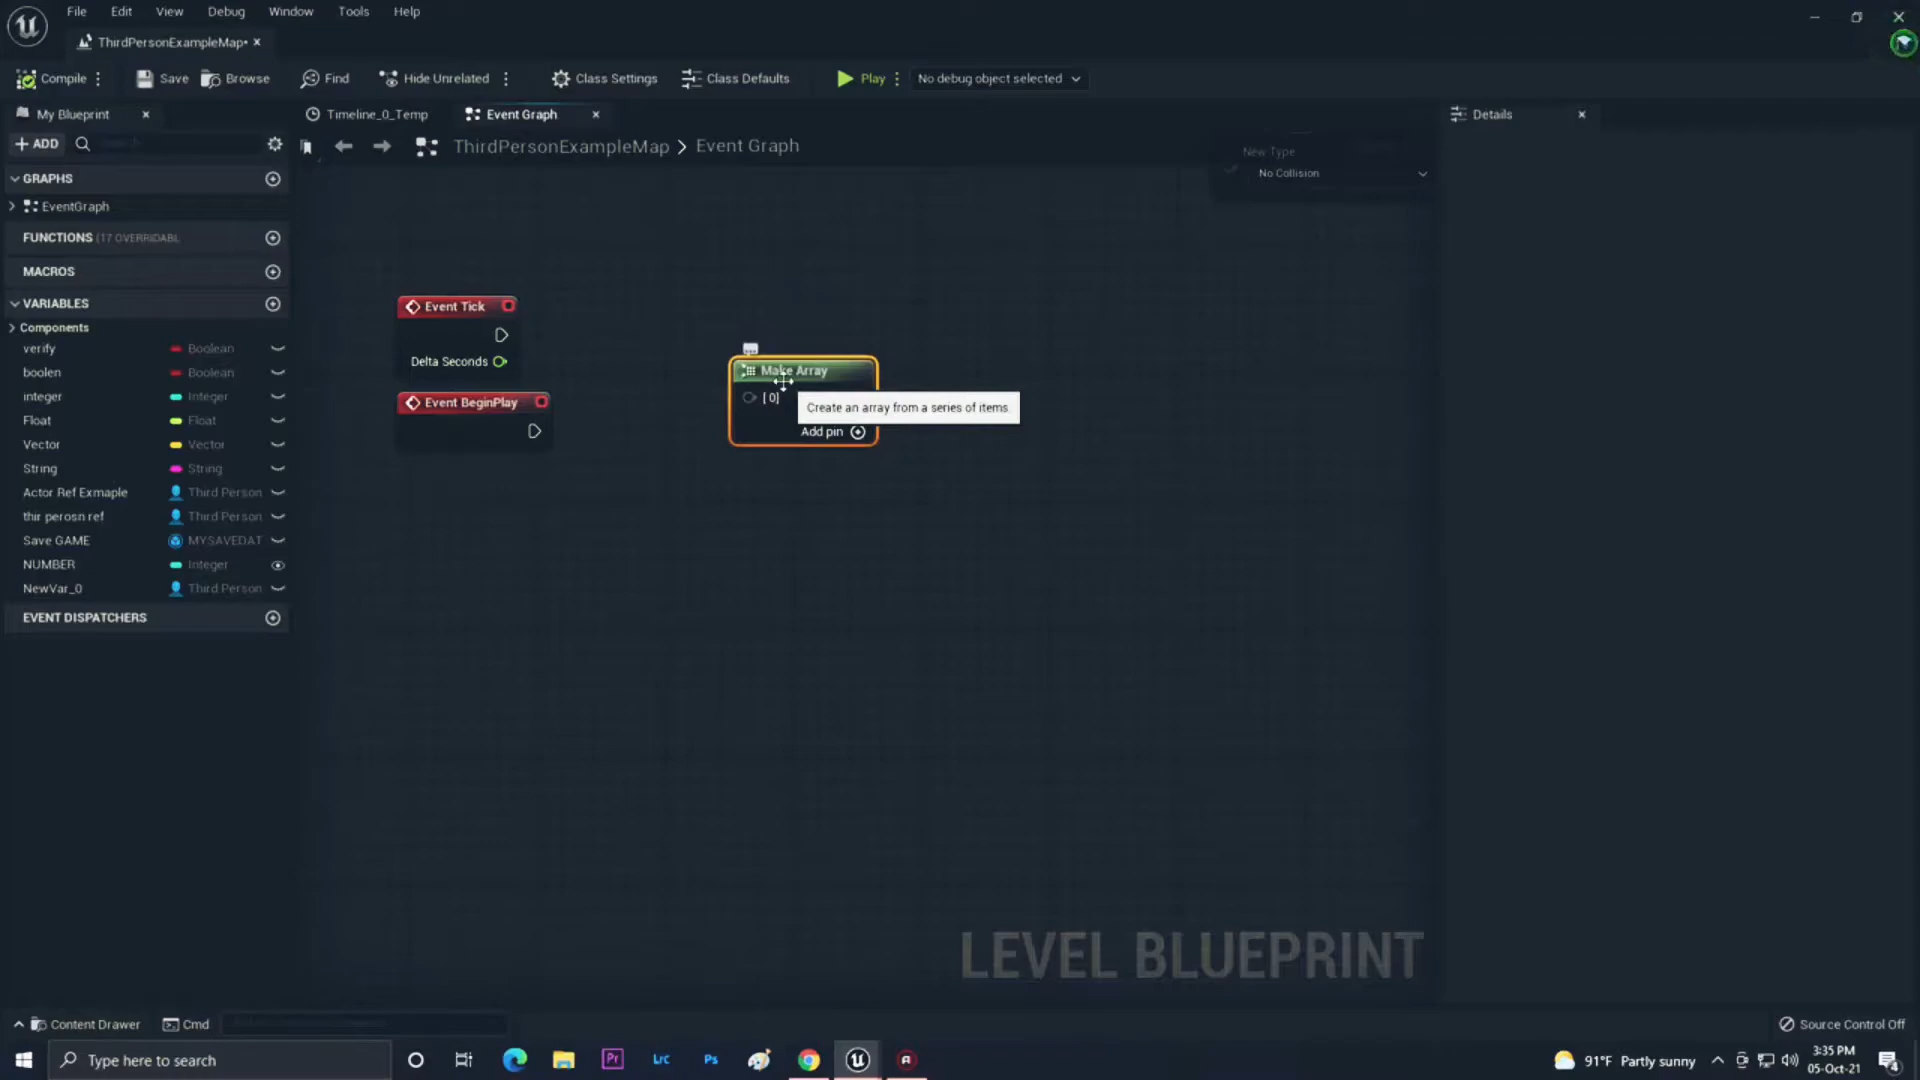 File Edit View Debug Window Tools Help
ThirdPersonExampleMap•
Compile Save Browse Find Hide Unrelated Class Settings Class Defaults Play No debug object selected
My Blueprint Timeline_0_Temp Event Graph Details
ADD ThirdPersonExampleMap > Event Graph
New Type
No Collision
GRAPHS
EventGraph
FUNCTIONS (17 OVERRIDABL
MACROS
VARIABLES
Components
verify Boolean
boolen Boolean
integer Integer
Float Float
Vector Vector
String String
Actor Ref Exmaple Third Person
thir perosn ref Third Person
Save GAME MYSAVEDAT
NUMBER Integer
NewVar_0 Third Person
EVENT DISPATCHERS
Event Tick
Delta Seconds
Event BeginPlay
Make Array
[0]
Create an array from a series of items.
Add pin
LEVEL BLUEPRINT
Content Drawer Cmd Source Control Off
Type here to search Pr LrC Ps 91°F Partly sunny 3:35 PM
05-Oct-21 4